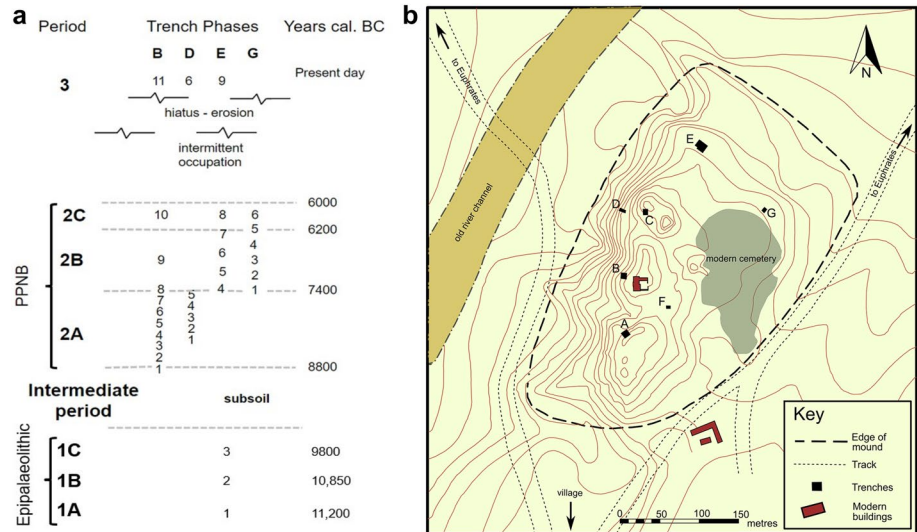 a
Period Trench Phases Years cal. BC
B D E G
3 11 6 9 Present day
hiatus - erosion
intermittent
occupation
6000
2C 10 8 6
7 5 6200
4
2B 9 6 3
5 2
8 4 1 7400
7 5
6 4
5 3
2A 4 2
3 1
2
1 8800
PPNB
Intermediate
period
subsoil
Epipalaeolithic
1C 3 9800
1B 2 10,850
1A 1 11,200
b
to Euphrates
old river channel
N
to Euphrates
E
D
C
G
modern cemetery
B
F
A
village
0 50 100 150
metres
Key
Edge of
mound
Track
Trenches
Modern
buildings